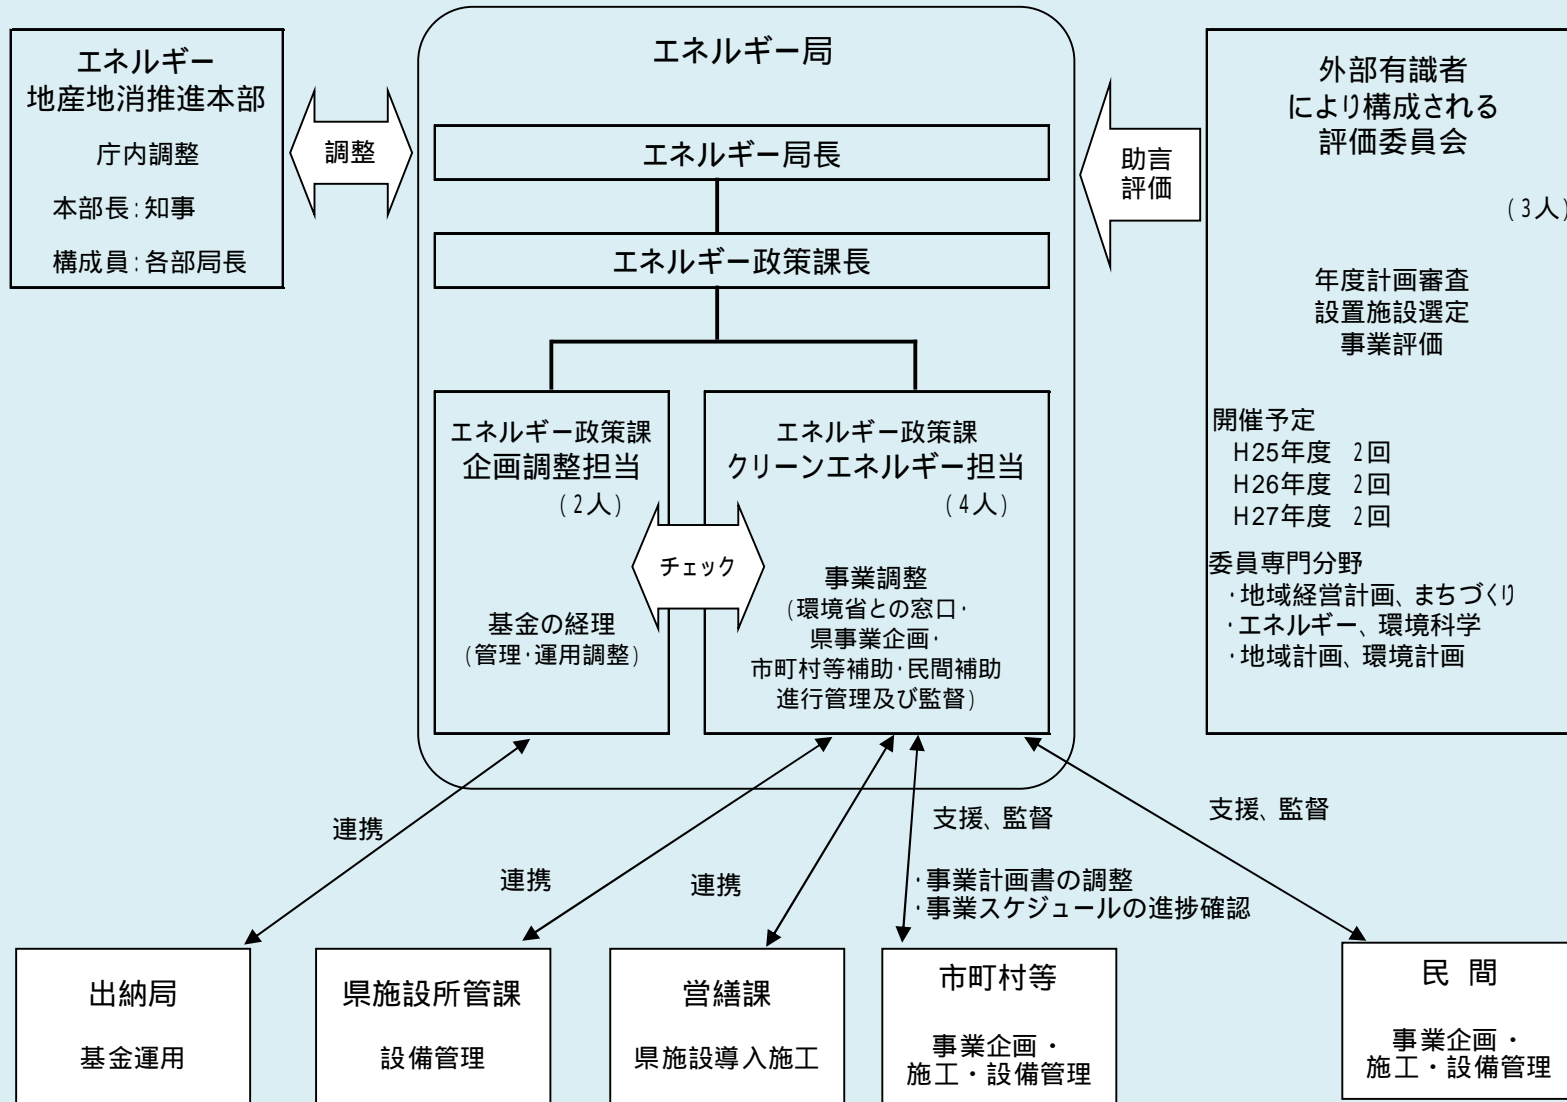 エネルギー
地産地消推進本部
庁内調整
本部長:知事
構成員:各部局長
調整
エネルギー局
エネルギー局長
エネルギー政策課長
エネルギー政策課
企画調整担当
(2人)
基金の経理
(管理・運用調整)
チェック
エネルギー政策課
クリーンエネルギー担当
(4人)
事業調整
(環境省との窓口・
県事業企画・
市町村等補助・民間補助
進行管理及び監督)
助言
評価
外部有識者
により構成される
評価委員会
(3人)
年度計画審査
設置施設選定
事業評価
開催予定
H25年度 2回
H26年度 2回
H27年度 2回
委員専門分野
・地域経営計画、まちづくり
・エネルギー、環境科学
・地域計画、環境計画
連携
連携
連携
支援、監督
・事業計画書の調整
・事業スケジュールの進捗確認
支援、監督
出納局
基金運用
県施設所管課
設備管理
営繕課
県施設導入施工
市町村等
事業企画・
施工・設備管理
民 間
事業企画・
施工・設備管理